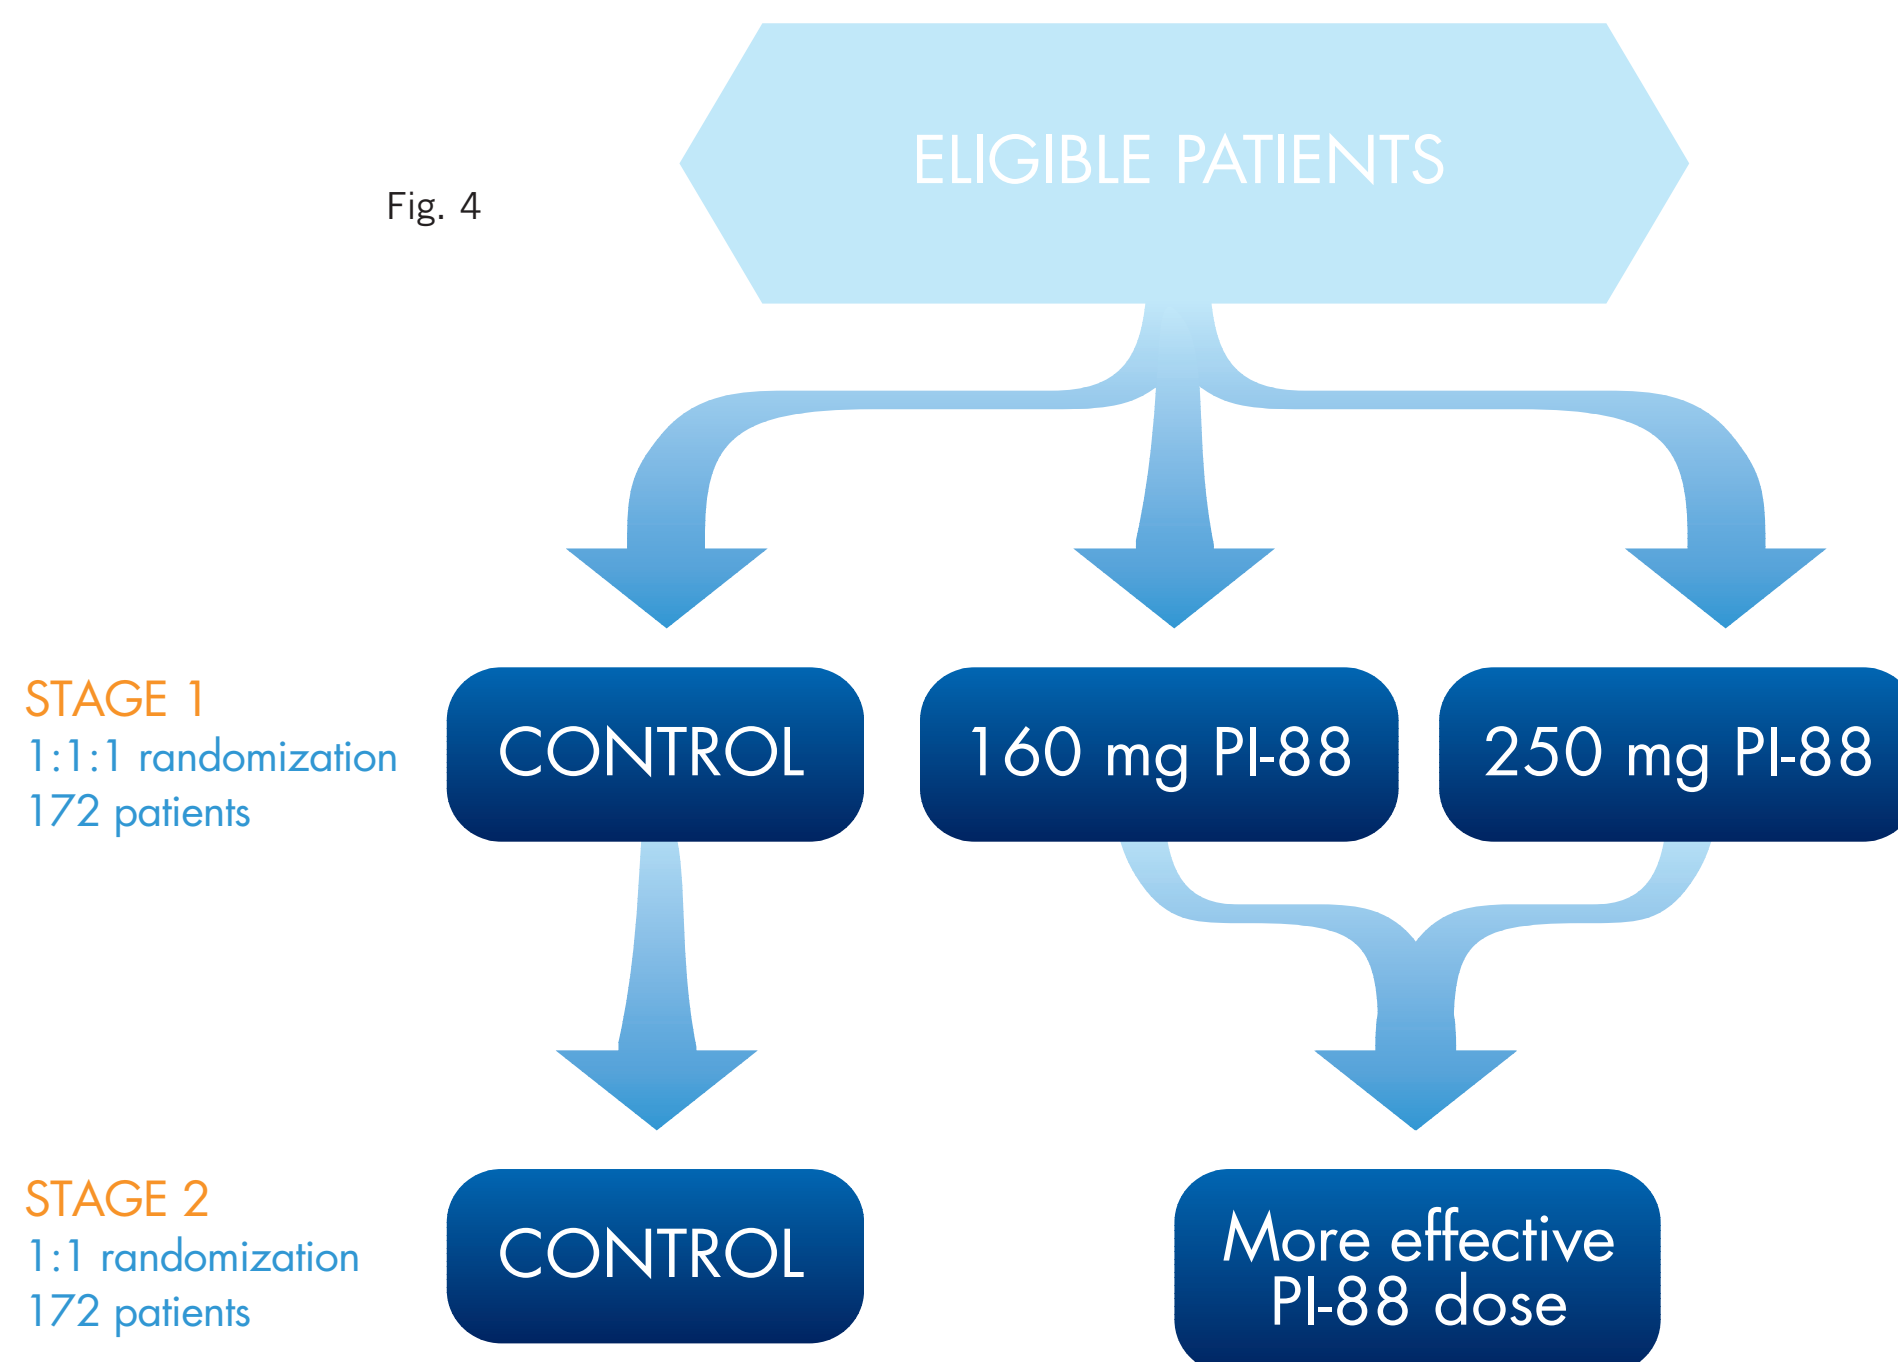 ELIGIBLE PATIENTS
Fig. 4
STAGE 1
1:1:1 randomization
172 patients
CONTROL
160 mg PI-88
250 mg PI-88
STAGE 2
1:1 randomization
172 patients
CONTROL
More effective
PI-88 dose